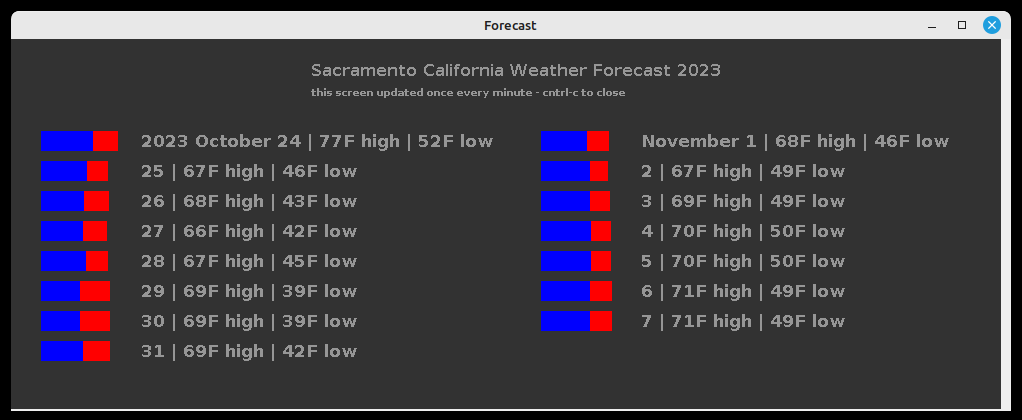 Forecast
Sacramento California Weather Forecast 2023
this screen updated once every minute - cntrl-c to close
2023 October 24 | 77F high | 52F low
25 | 67F high | 46F low
26 | 68F high | 43F low
27 | 66F high | 42F low
28 | 67F high | 45F low
29 | 69F high | 39F low
30 | 69F high | 39F low
31 | 69F high | 42F low
November 1 | 68F high | 46F low
2 | 67F high | 49F low
3 | 69F high | 49F low
4 | 70F high | 50F low
5 | 70F high | 50F low
6 | 71F high | 49F low
7 | 71F high | 49F low